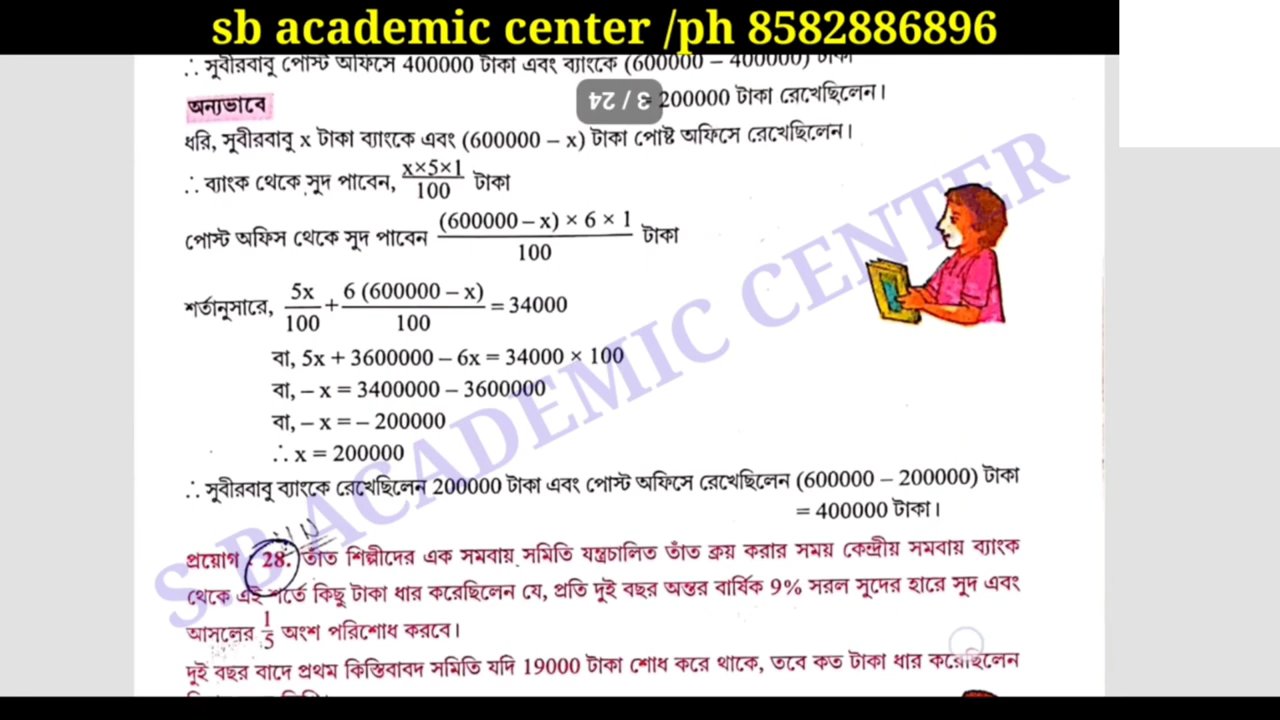 sb academic center /ph 8582886896
∴ সুবীরবাবু পোস্ট অফিসে 400000 টাকা এবং ব্যাংকে (600000 – 400000) টাকা
অন্যভাবে
3 / 24
= 200000 টাকা রেখেছিলেন।
ধরি, সুবীরবাবু x টাকা ব্যাংকে এবং (600000 – x) টাকা পোষ্ট অফিসে রেখেছিলেন।
∴ ব্যাংক থেকে সুদ পাবেন, x×5×1/100 টাকা
পোস্ট অফিস থেকে সুদ পাবেন (600000 – x) × 6 × 1/100 টাকা
শর্তানুসারে, 5x/100 + 6 (600000 – x)/100 = 34000
বা, 5x + 3600000 – 6x = 34000 × 100
বা, – x = 3400000 – 3600000
বা, – x = – 200000
∴ x = 200000
∴ সুবীরবাবু ব্যাংকে রেখেছিলেন 200000 টাকা এবং পোস্ট অফিসে রেখেছিলেন (600000 – 200000) টাকা
= 400000 টাকা।
প্রয়োগ : 28. তাঁত শিল্পীদের এক সমবায় সমিতি যন্ত্রচালিত তাঁত ক্রয় করার সময় কেন্দ্রীয় সমবায় ব্যাংক
থেকে এই শর্তে কিছু টাকা ধার করেছিলেন যে, প্রতি দুই বছর অন্তর বার্ষিক 9% সরল সুদের হারে সুদ এবং
আসলের 1/5 অংশ পরিশোধ করবে।
দুই বছর বাদে প্রথম কিস্তিবাবদ সমিতি যদি 19000 টাকা শোধ করে থাকে, তবে কত টাকা ধার করেছিলেন
S.B ACADEMIC CENTER